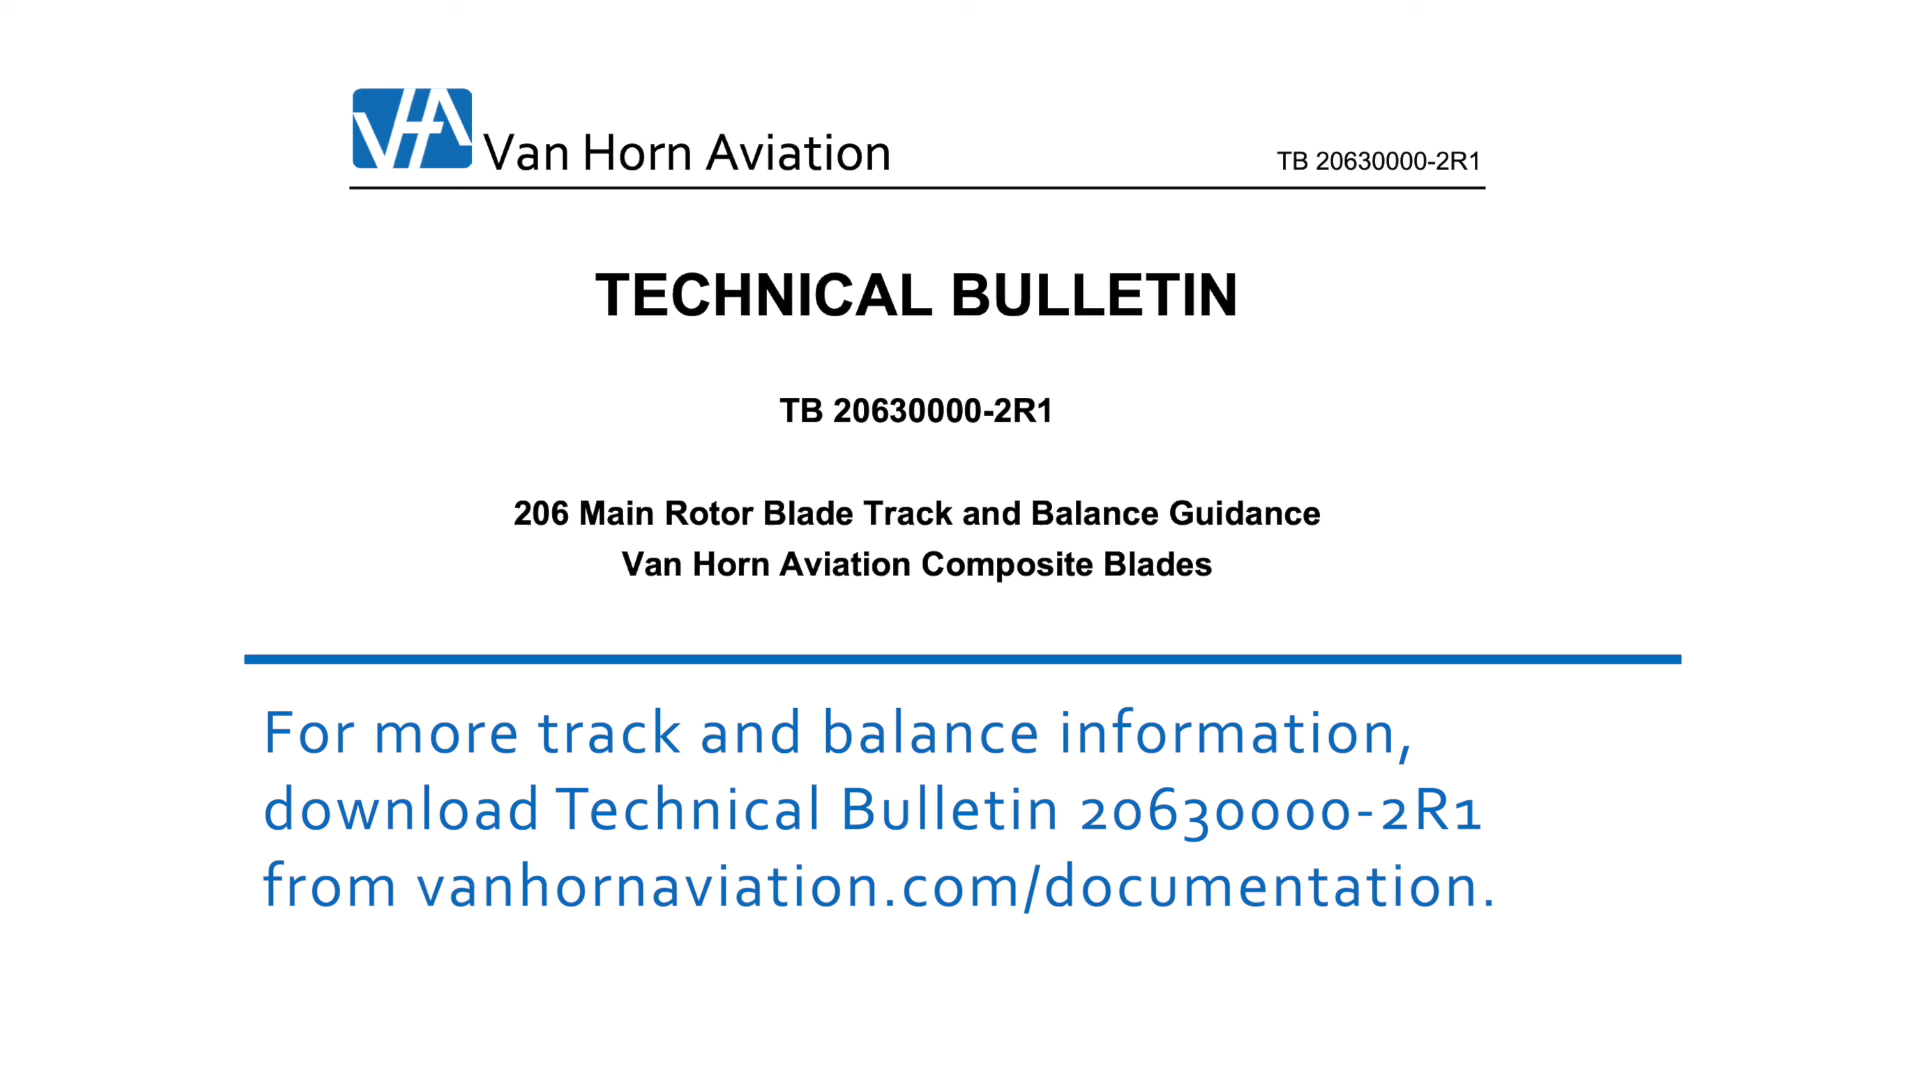 VHA Van Horn Aviation TB 20630000-2R1
TECHNICAL BULLETIN
TB 20630000-2R1
206 Main Rotor Blade Track and Balance Guidance
Van Horn Aviation Composite Blades
For more track and balance information,
download Technical Bulletin 20630000-2R1
from vanhornaviation.com/documentation.